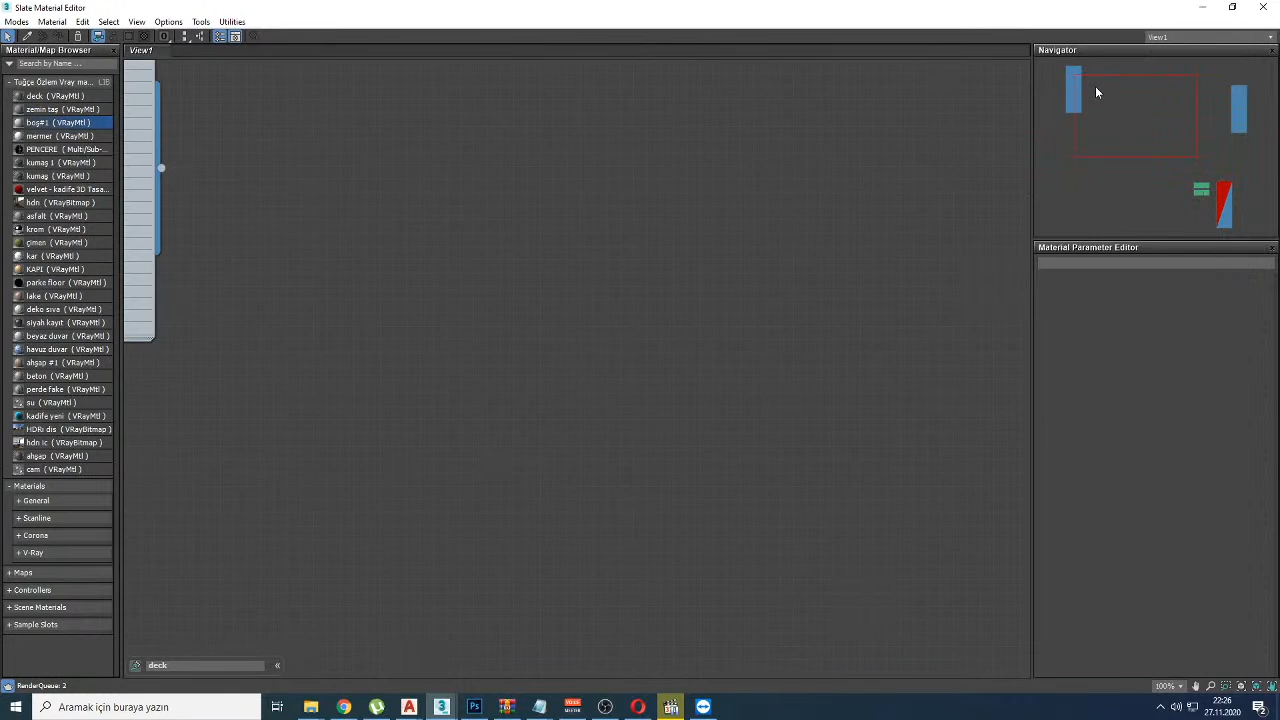 Slate Material Editor
Modes Material Edit Select View Options Tools Utilities
View1
Material/Map Browser
View1
Navigator
Search by Name ...
Tuğçe Özlem Vray ma... LIB
deck ( VRayMtl )
zemin taş ( VRayMtl )
boş#1 ( VRayMtl )
mermer ( VRayMtl )
PENCERE ( Multi/Sub-...
kumaş 1 ( VRayMtl )
kumaş ( VRayMtl )
velvet - kadife 3D Tasa...
hdrı ( VRayBitmap )
asfalt ( VRayMtl )
krom ( VRayMtl )
çimen ( VRayMtl )
kar ( VRayMtl )
KAPI ( VRayMtl )
parke floor ( VRayMtl )
lake ( VRayMtl )
deko sıva ( VRayMtl )
siyah kayıt ( VRayMtl )
beyaz duvar ( VRayMtl )
havuz duvar ( VRayMtl )
ahşap #1 ( VRayMtl )
beton ( VRayMtl )
perde fake ( VRayMtl )
su ( VRayMtl )
kadife yeni ( VRayMtl )
HDRı dıs ( VRayBitmap )
hdrı ic ( VRayBitmap )
ahşap ( VRayMtl )
cam ( VRayMtl )
- Materials
+ General
+ Scanline
+ Corona
+ V-Ray
+ Maps
+ Controllers
+ Scene Materials
+ Sample Slots
Material Parameter Editor
deck
RenderQueue: 2
100%
Aramak için buraya yazın
22:26
27.11.2020